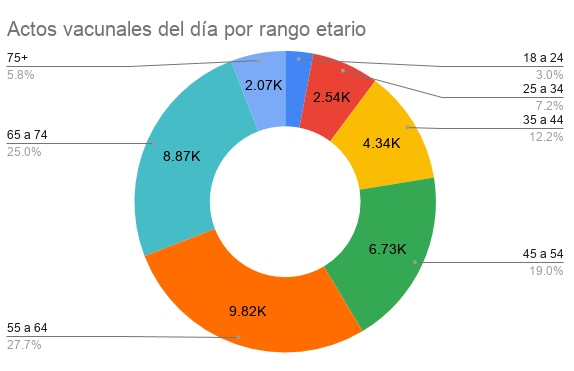 Actos vacunales del día por rango etario
75+
5.8%
18 a 24
3.0%
25 a 34
7.2%
35 a 44
12.2%
65 a 74
25.0%
45 a 54
19.0%
55 a 64
27.7%
2.07K
2.54K
4.34K
8.87K
6.73K
9.82K